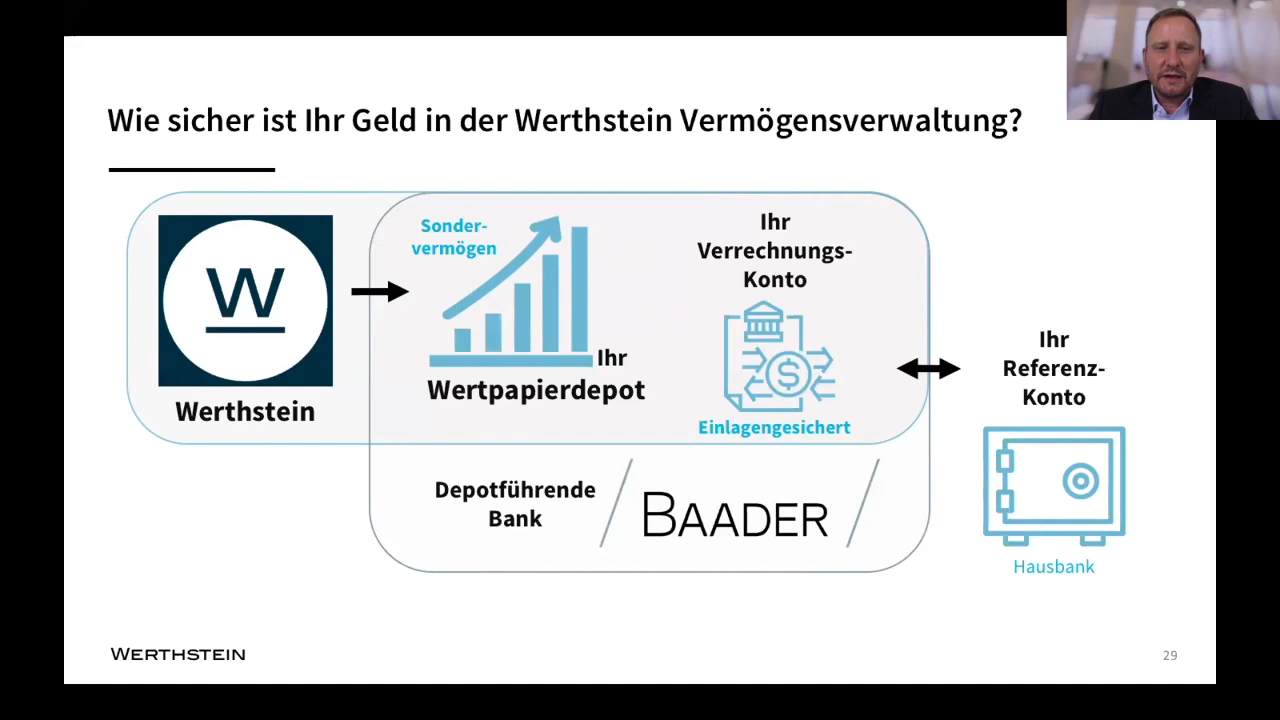 Wie sicher ist Ihr Geld in der Werthstein Vermögensverwaltung?
W
Werthstein
Sonder-
vermögen
Ihr
Wertpapierdepot
Ihr
Verrechnungs-
Konto
$
Einlagengesichert
Ihr
Referenz-
Konto
Hausbank
Depotführende
Bank
BAADER
WERTHSTEIN
29